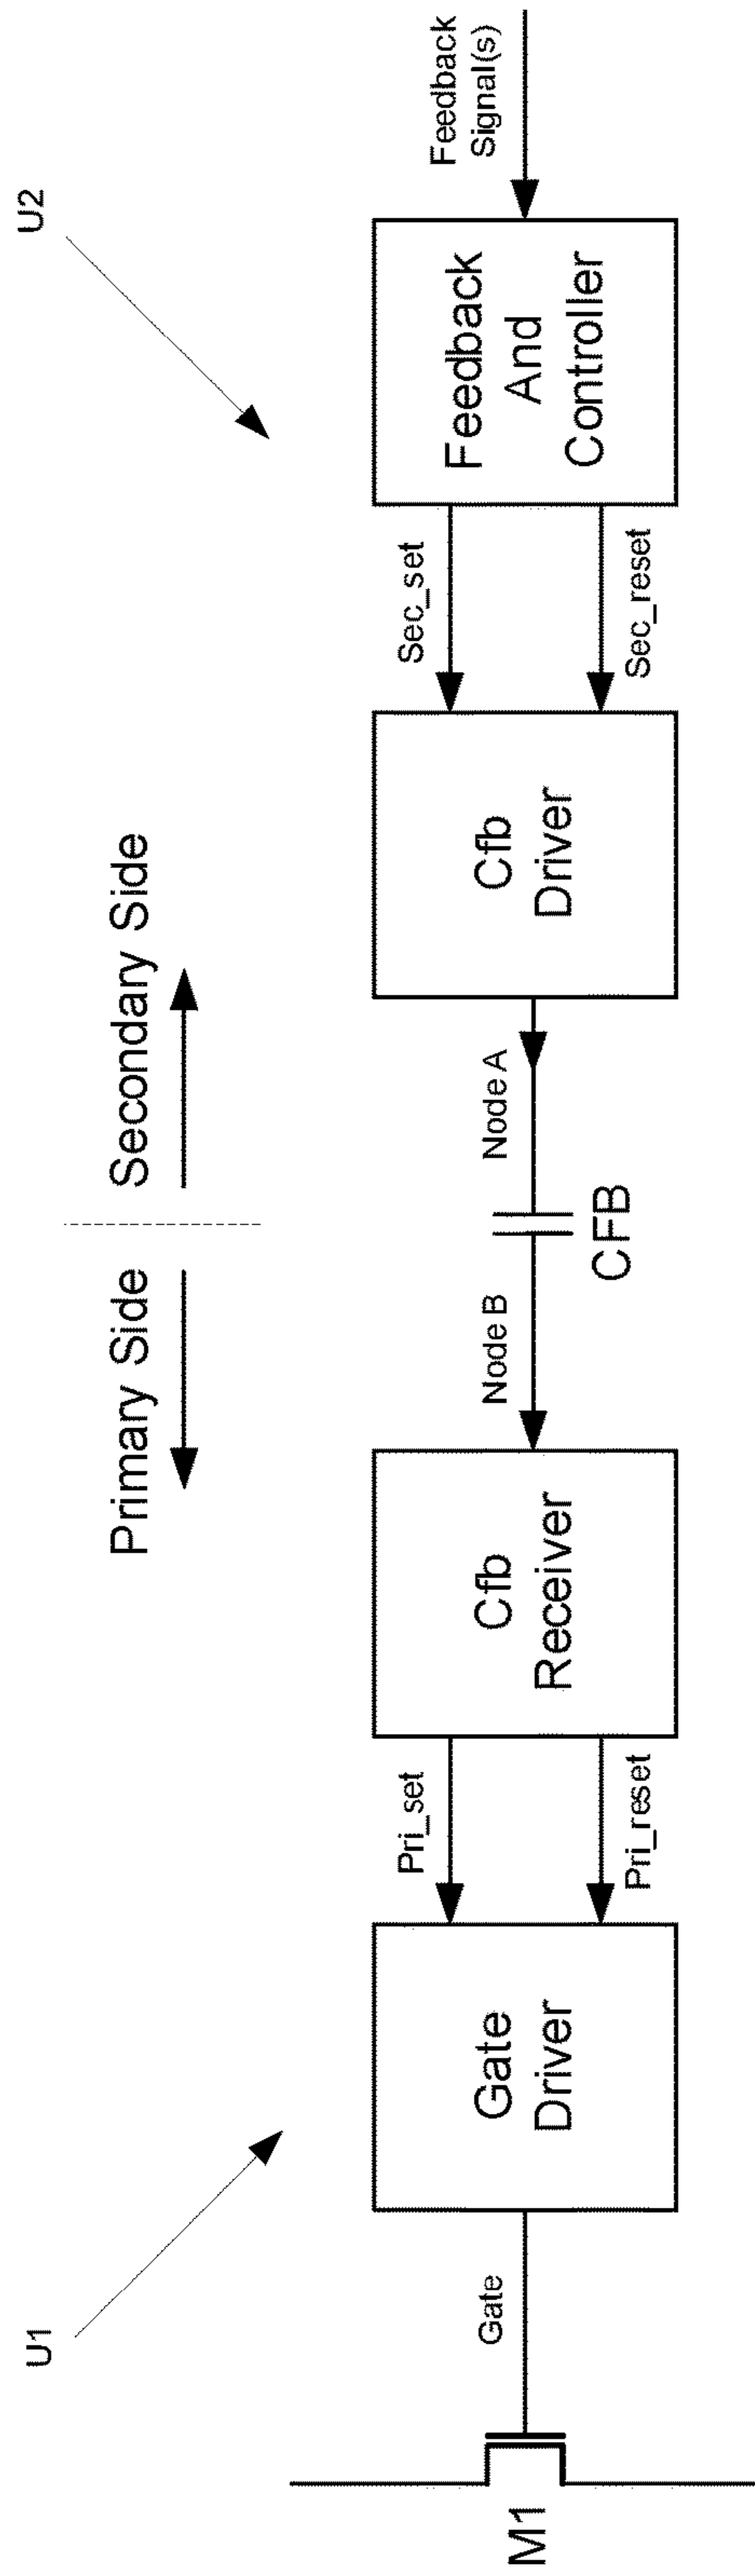 U1
U2
Primary Side
Secondary Side
M1
Gate
Gate
Driver
Pri_set
Pri_reset
Cfb
Receiver
Node B
CFB
Node A
Cfb
Driver
Sec_set
Sec_reset
Feedback
And
Controller
Feedback
Signal(s)